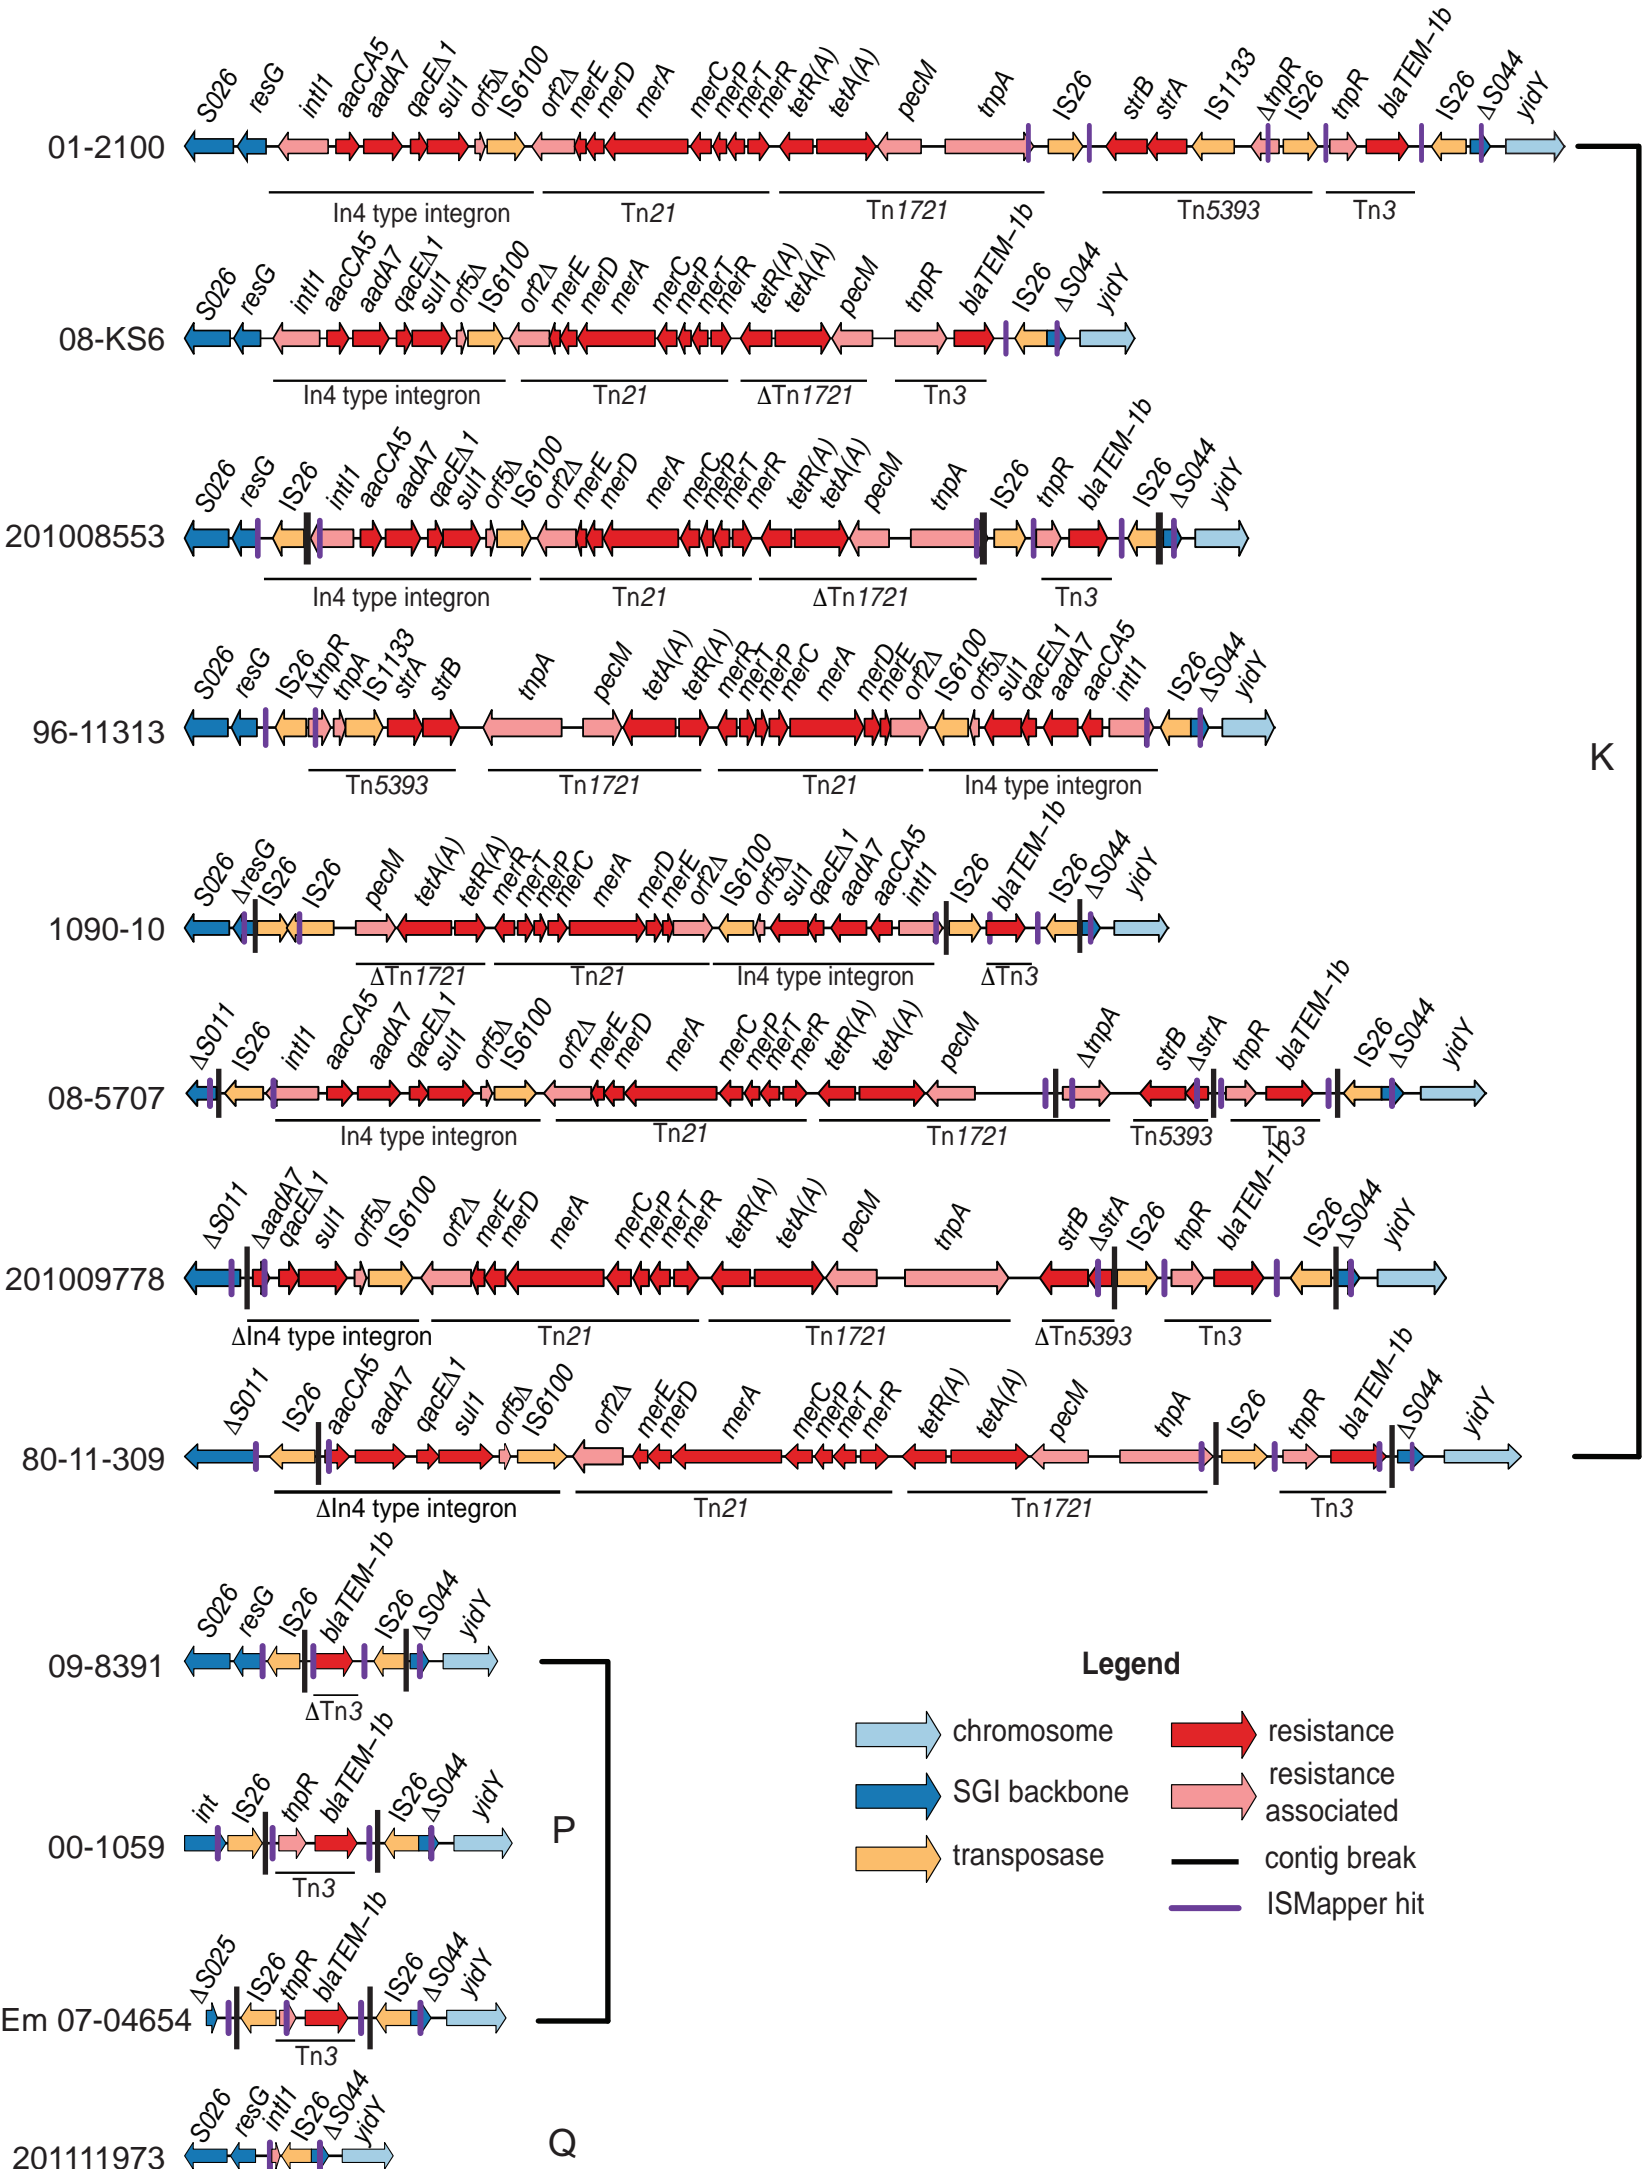 S026 resG intI1 aacCA5 aadA7 qacEΔ1 sul1 orf5Δ IS6100 orf2Δ merE merD merA merC merP merT merR tetR(A) tetA(A) pecM tnpA IS26 strB strA IS1133 ΔtnpR IS26 tnpR blaTEM-1b IS26 ΔS044 yidY
01-2100
In4 type integron Tn21 Tn1721 Tn5393 Tn3
S026 resG intI1 aacCA5 aadA7 qacEΔ1 sul1 orf5Δ IS6100 orf2Δ merE merD merA merC merP merT merR tetR(A) tetA(A) pecM tnpR blaTEM-1b IS26 ΔS044 yidY
08-KS6
In4 type integron Tn21 ΔTn1721 Tn3
S026 resG IS26 intI1 aacCA5 aadA7 qacEΔ1 sul1 orf5Δ IS6100 orf2Δ merE merD merA merC merP merT merR tetR(A) tetA(A) pecM tnpA IS26 tnpR blaTEM-1b IS26 ΔS044 yidY
201008553
In4 type integron Tn21 ΔTn1721 Tn3
S026 resG IS26 ΔtnpR tnpA IS1133 strA strB tnpA pecM tetA(A) tetR(A) merR merT merP merC merA merD merE orf2Δ IS6100 orf5Δ sul1 qacEΔ1 aadA7 aacCA5 intI1 IS26 ΔS044 yidY
96-11313
Tn5393 Tn1721 Tn21 In4 type integron
K
S026 ΔresG IS26 IS26 pecM tetA(A) tetR(A) merR merT merP merC merA merD merE orf2Δ IS6100 orf5Δ sul1 qacEΔ1 aadA7 aacCA5 intI1 IS26 blaTEM-1b IS26 ΔS044 yidY
1090-10
ΔTn1721 Tn21 In4 type integron ΔTn3
ΔS011 IS26 intI1 aacCA5 aadA7 qacEΔ1 sul1 orf5Δ IS6100 orf2Δ merE merD merA merC merP merT merR tetR(A) tetA(A) pecM ΔtnpA strB ΔstrA tnpR blaTEM-1b IS26 ΔS044 yidY
08-5707
In4 type integron Tn21 Tn1721 Tn5393 Tn3
ΔS011 ΔaadA7 qacEΔ1 sul1 orf5Δ IS6100 orf2Δ merE merD merA merC merP merT merR tetR(A) tetA(A) pecM tnpA strB ΔstrA IS26 tnpR blaTEM-1b IS26 ΔS044 yidY
201009778
ΔIn4 type integron Tn21 Tn1721 ΔTn5393 Tn3
ΔS011 IS26 aacCA5 aadA7 qacEΔ1 sul1 orf5Δ IS6100 orf2Δ merE merD merA merC merP merT merR tetR(A) tetA(A) pecM tnpA IS26 tnpR blaTEM-1b ΔS044 yidY
80-11-309
ΔIn4 type integron Tn21 Tn1721 Tn3
S026 resG IS26 blaTEM-1b IS26 ΔS044 yidY
09-8391
ΔTn3
int IS26 tnpR blaTEM-1b IS26 ΔS044 yidY
00-1059
Tn3
P
ΔS025 IS26 tnpR blaTEM-1b IS26 ΔS044 yidY
Em 07-04654
Tn3
S026 resG intI1 IS26 ΔS044 yidY
201111973
Q
Legend
chromosome
SGI backbone
transposase
resistance
resistance
associated
contig break
ISMapper hit